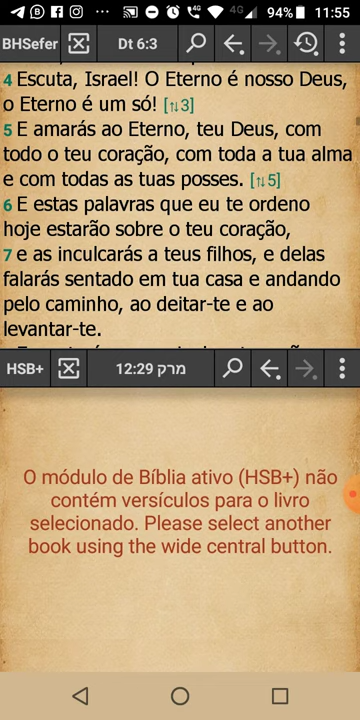 94% 11:55
BHSefer Dt 6:3
4 Escuta, Israel! O Eterno é nosso Deus,
o Eterno é um só! [↑↓3]
5 E amarás ao Eterno, teu Deus, com
todo o teu coração, com toda a tua alma
e com todas as tuas posses. [↑↓5]
6 E estas palavras que eu te ordeno
hoje estarão sobre o teu coração,
7 e as inculcarás a teus filhos, e delas
falarás sentado em tua casa e andando
pelo caminho, ao deitar-te e ao
levantar-te.
HSB+ מרק 12:29
O módulo de Bíblia ativo (HSB+) não
contém versículos para o livro
selecionado. Please select another
book using the wide central button.